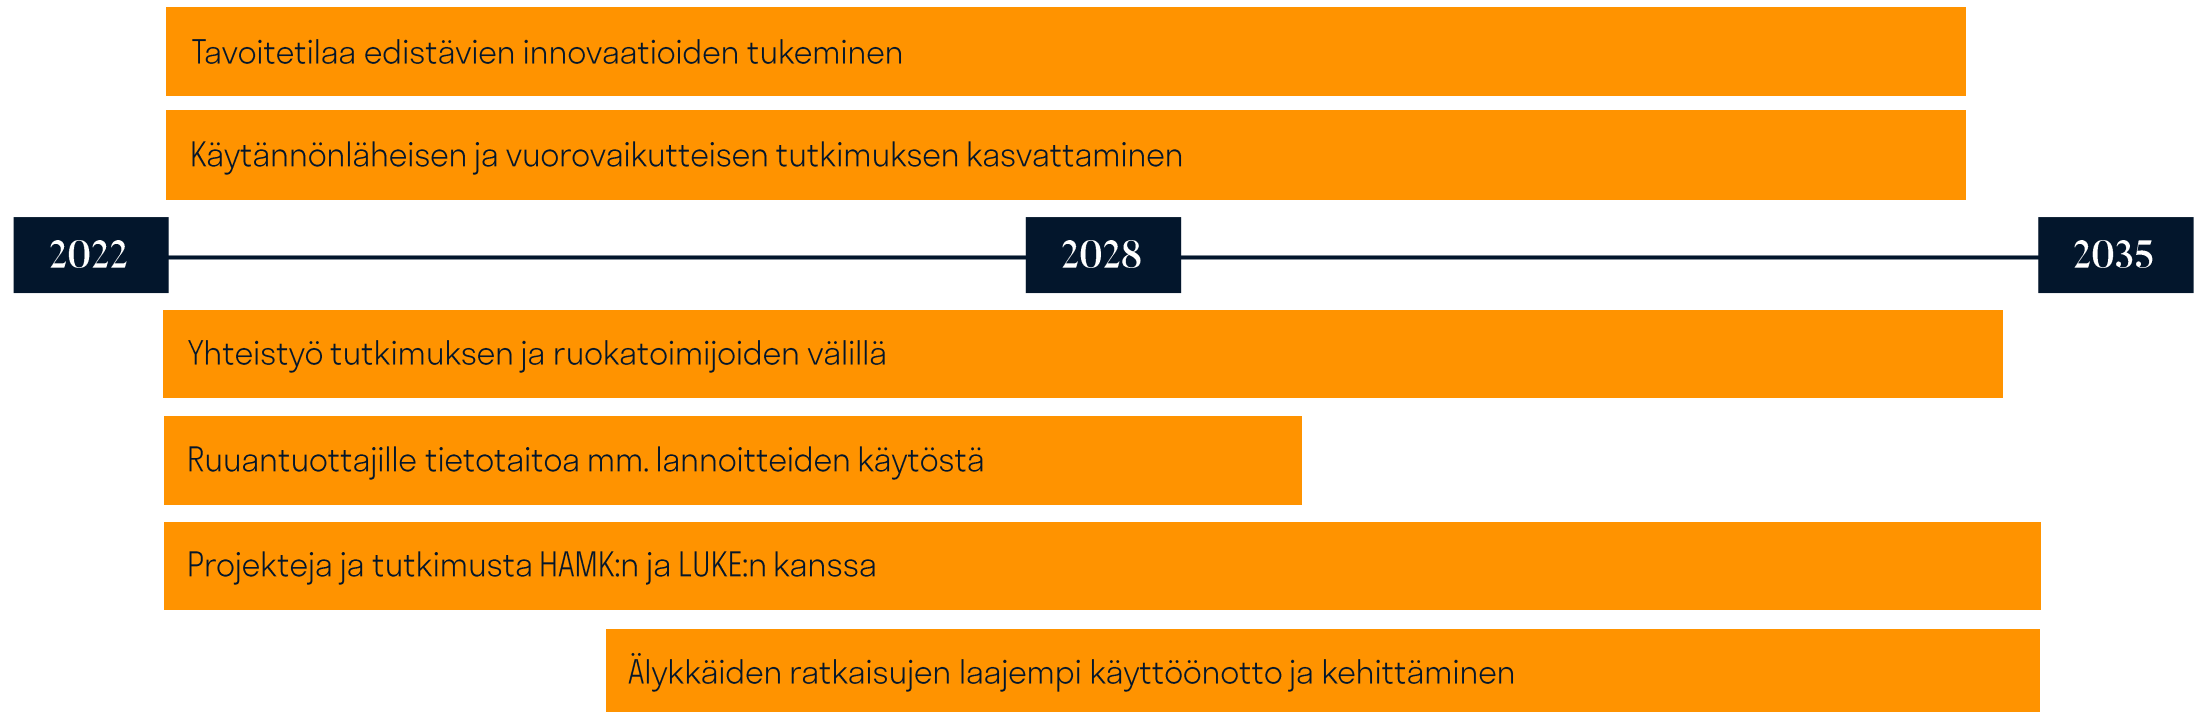 Tavoitetilaa edistävien innovaatioiden tukeminen
Käytännönläheisen ja vuorovaikutteisen tutkimuksen kasvattaminen
2022
2028
2035
Yhteistyö tutkimuksen ja ruokatoimijoiden välillä
Ruuantuottajille tietotaitoa mm. lannoitteiden käytöstä
Projekteja ja tutkimusta HAMK:n ja LUKE:n kanssa
Älykkäiden ratkaisujen laajempi käyttöönotto ja kehittäminen